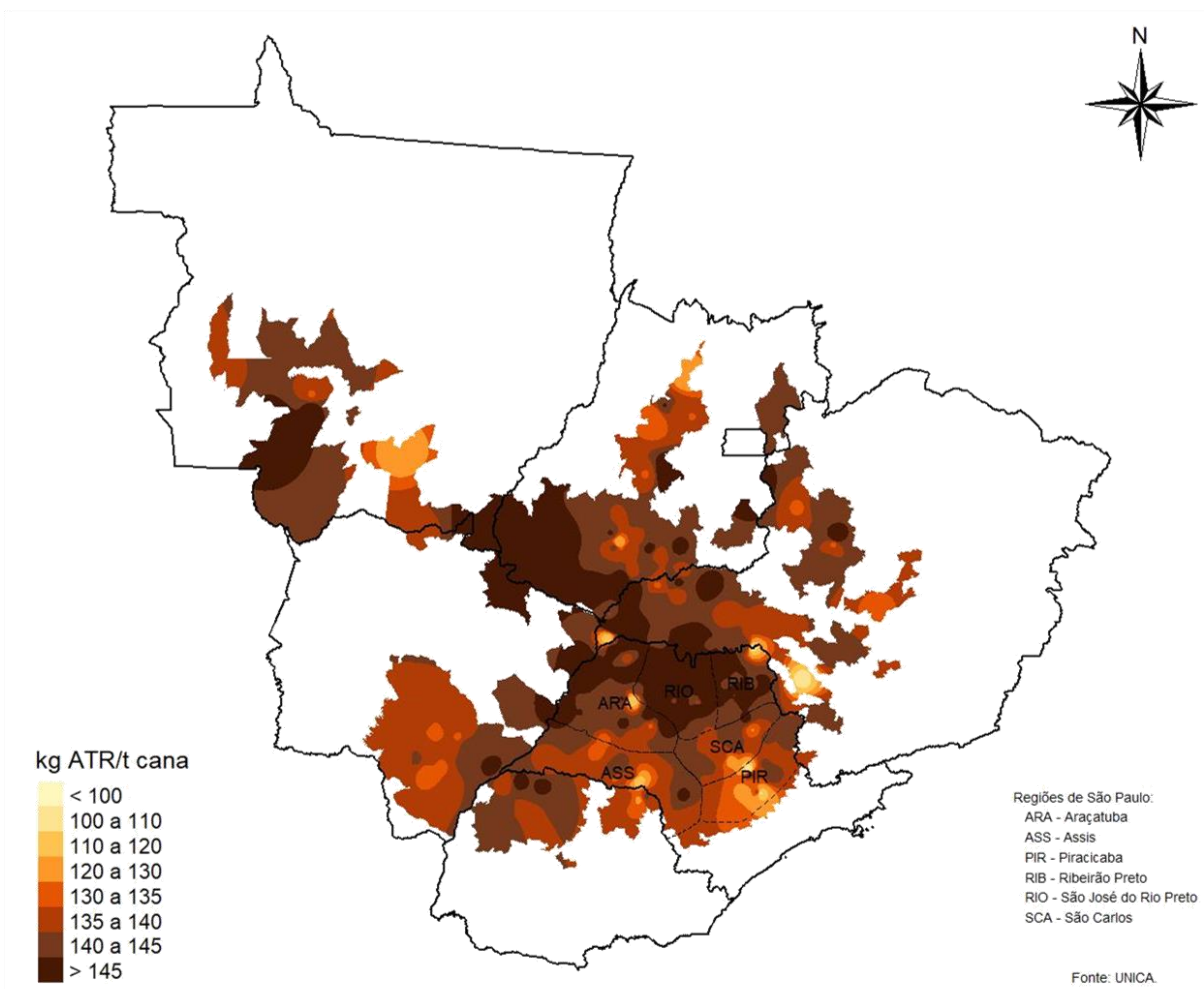 N
ARA
RIO
RIB
SCA
ASS
PIR
kg ATR/t cana
< 100
100 a 110
110 a 120
120 a 130
130 a 135
135 a 140
140 a 145
> 145
Regiões de São Paulo:
ARA - Araçatuba
ASS - Assis
PIR - Piracicaba
RIB - Ribeirão Preto
RIO - São José do Rio Preto
SCA - São Carlos
Fonte: UNICA.